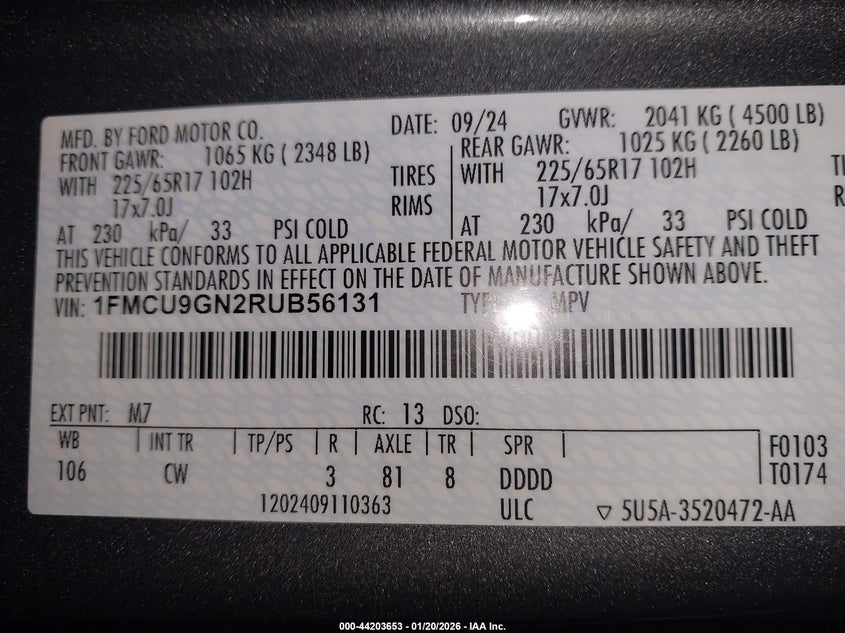 MFD. BY FORD MOTOR CO. DATE: 09/24 GVWR: 2041 KG ( 4500 LB)
FRONT GAWR: 1065 KG ( 2348 LB) REAR GAWR: 1025 KG ( 2260 LB)
WITH 225/65R17 102H TIRES WITH 225/65R17 102H
17x7.0J RIMS 17x7.0J
AT 230 kPa/ 33 PSI COLD AT 230 kPa/ 33 PSI COLD
THIS VEHICLE CONFORMS TO ALL APPLICABLE FEDERAL MOTOR VEHICLE SAFETY AND THEFT
PREVENTION STANDARDS IN EFFECT ON THE DATE OF MANUFACTURE SHOWN ABOVE.
VIN: 1FMCU9GN2RUB56131 MPV
EXT PNT: M7 RC: 13 DSO:
WB INT TR TP/PS R AXLE TR SPR F0103
106 CW 3 81 8 DDDD T0174
1202409110363 ULC ▽ 5U5A-3520472-AA
000-44203653 - 01/20/2026 - IAA Inc.